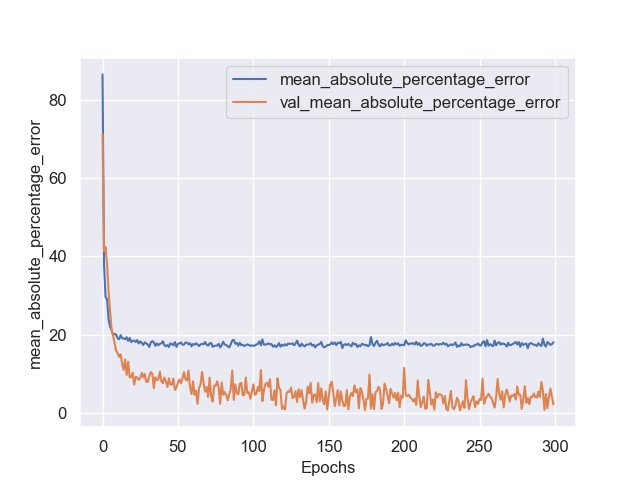 mean_absolute_percentage_error
val_mean_absolute_percentage_error
mean_absolute_percentage_error
80
60
40
20
0
0 50 100 150 200 250 300
Epochs